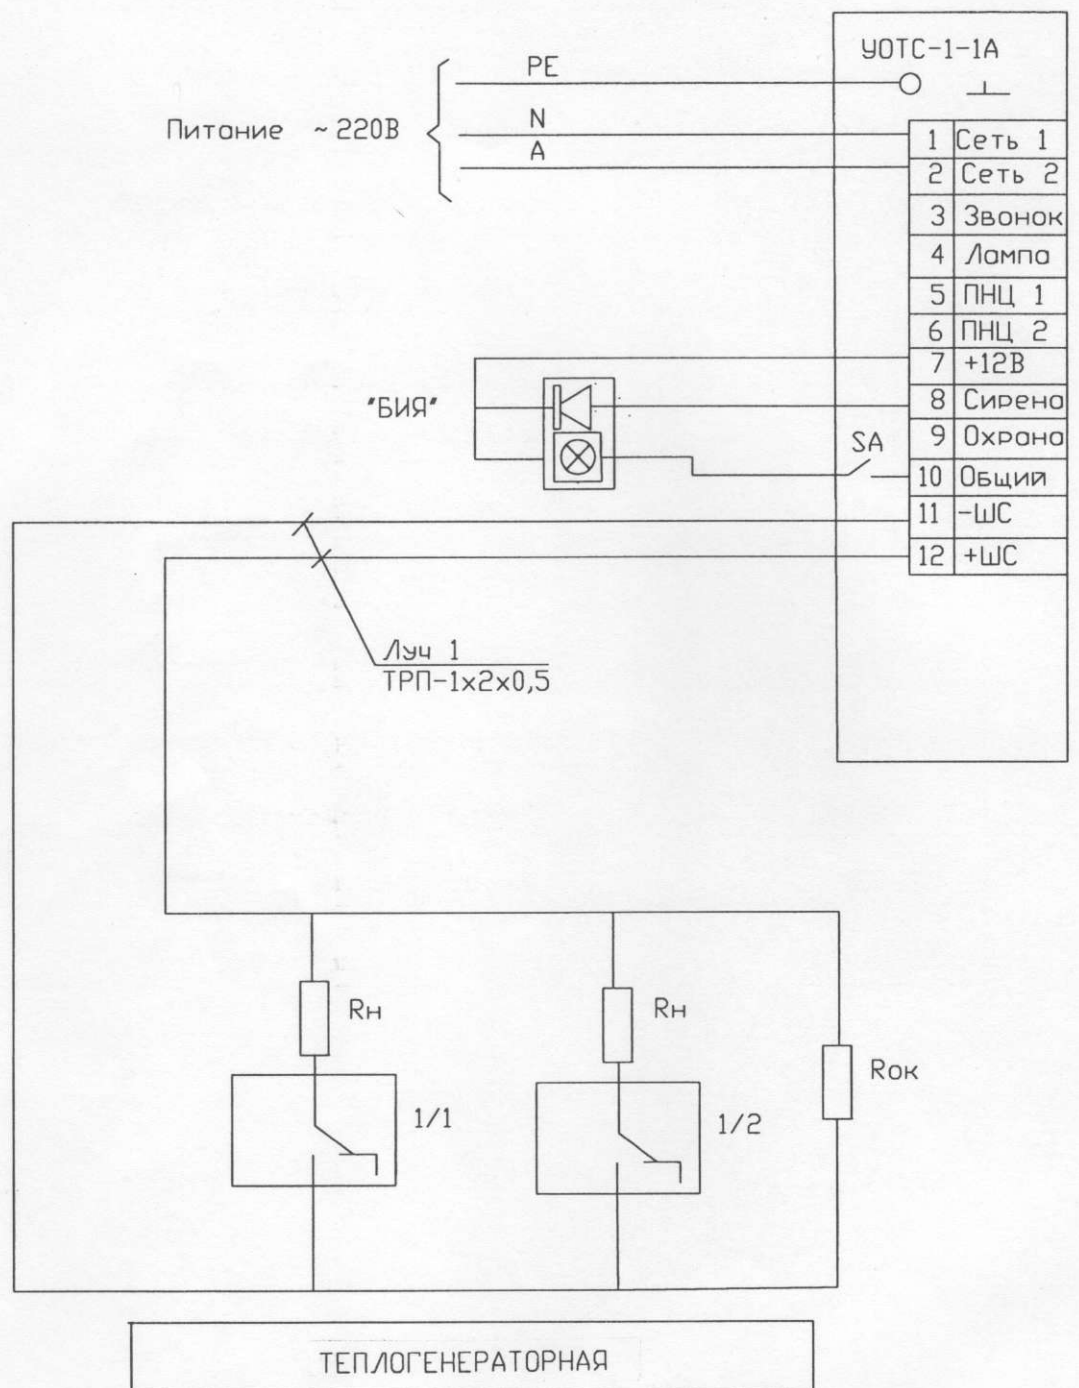 УОТС-1-1А
PE
Питание ~220В
N
A
1 Сеть 1
2 Сеть 2
3 Звонок
4 Лампа
5 ПНЦ 1
6 ПНЦ 2
7 +12В
"БИЯ"
8 Сирена
9 Охрана
SA
10 Общий
11 -ШС
12 +ШС
Луч 1
ТРП-1х2х0,5
Rн
Rн
Rок
1/1
1/2
ТЕПЛОГЕНЕРАТОРНАЯ